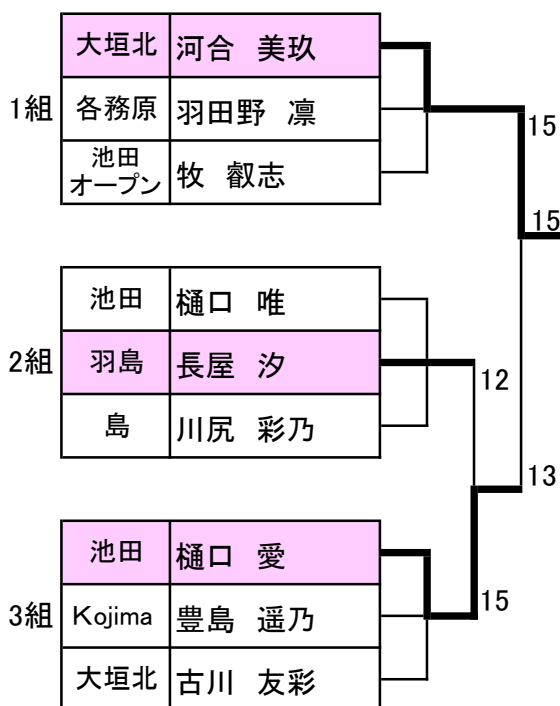 大垣北 河合 美玖
1組 各務原 羽田野 凛
15
池田
オープン 牧 叡志
15
池田 樋口 唯
2組 羽島 長屋 汐
12
島 川尻 彩乃
13
池田 樋口 愛
15
3組 Kojima 豊島 遥乃
大垣北 古川 友彩